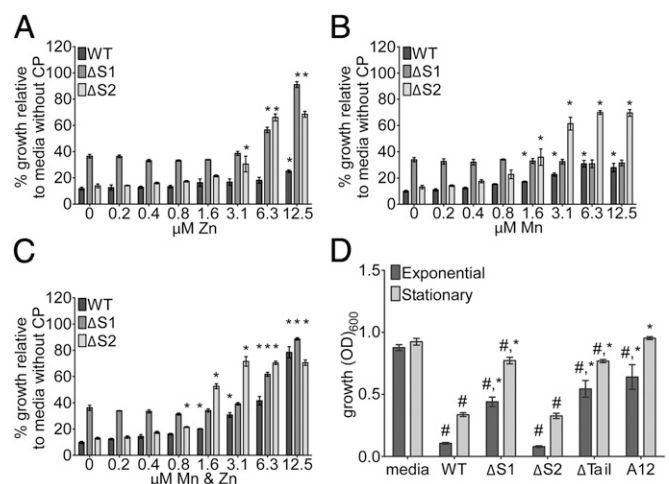 A
WT
ΔS1
ΔS2
% growth relative
to media without CP
120
100
80
60
40
20
0
*
* *
* *
*
0 0.2 0.4 0.8 1.6 3.1 6.3 12.5
µM Zn
B
WT
ΔS1
ΔS2
% growth relative
to media without CP
120
100
80
60
40
20
0
* *
* *
* *
* *
0 0.2 0.4 0.8 1.6 3.1 6.3 12.5
µM Mn
C
WT
ΔS1
ΔS2
% growth relative
to media without CP
120
100
80
60
40
20
0
*
* *
* *
* * *
* * *
0 0.2 0.4 0.8 1.6 3.1 6.3 12.5
µM Mn & Zn
D
Exponential
Stationary
growth (OD)600
1.5
1.0
0.5
0.0
# #
#,* #,*
# #
#,* #,*
#,* *
media WT ΔS1 ΔS2 ΔTail A12